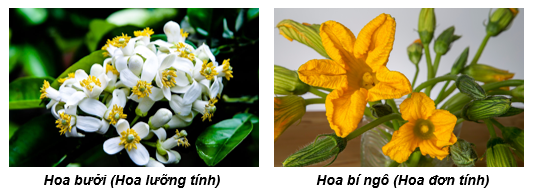 Hoa bưởi (Hoa lưỡng tính)
Hoa bí ngô (Hoa đơn tính)